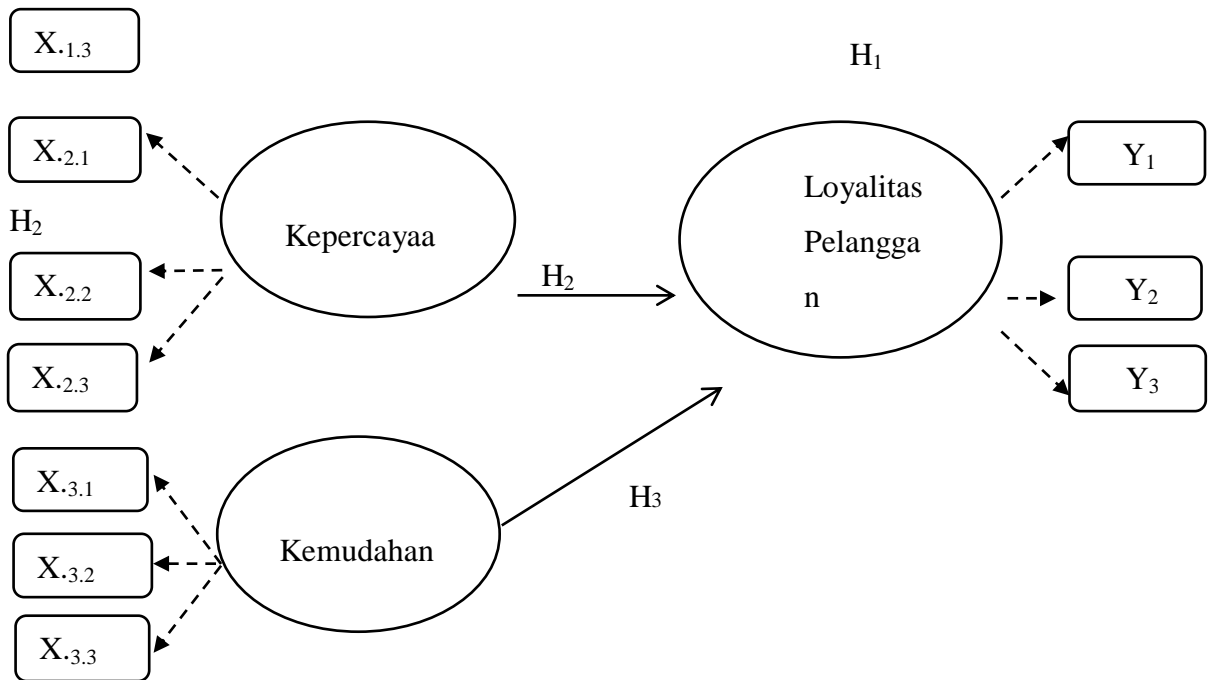 X.1.3
H1
X.2.1
Y1
Loyalitas
H2
Kepercayaa
Pelangga
X.2.2
H2
n
Y2
X.2.3
Y3
X.3.1
H3
X.3.2
Kemudahan
X.3.3